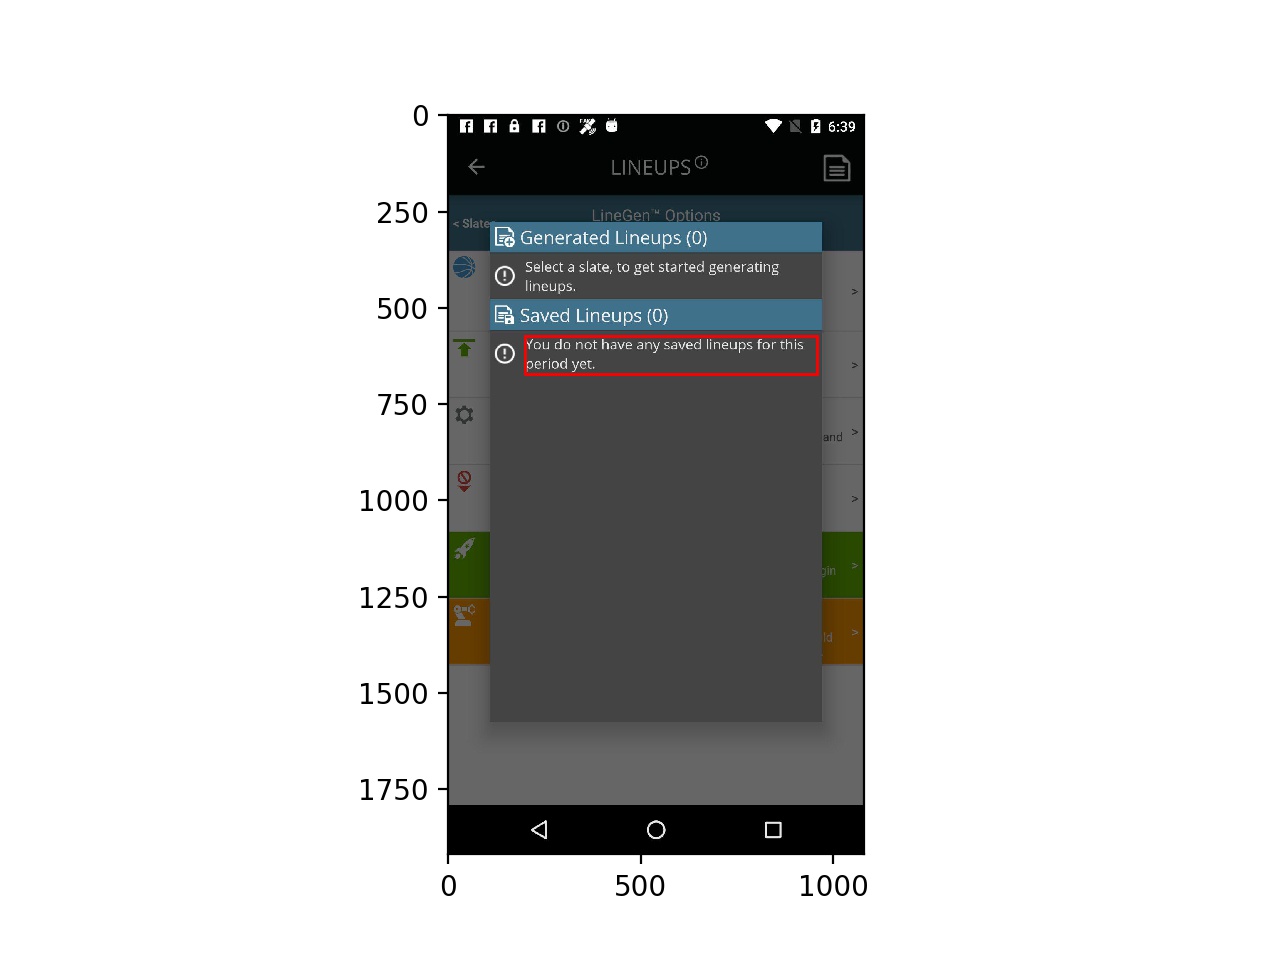 0
250
500
750
1000
1250
1500
1750
6:39
LINEUPS
< Slates
LineGen™ Options
Generated Lineups (0)
Select a slate, to get started generating
lineups.
Saved Lineups (0)
You do not have any saved lineups for this
period yet.
>
>
and >
>
gin >
ld >
0 500 1000